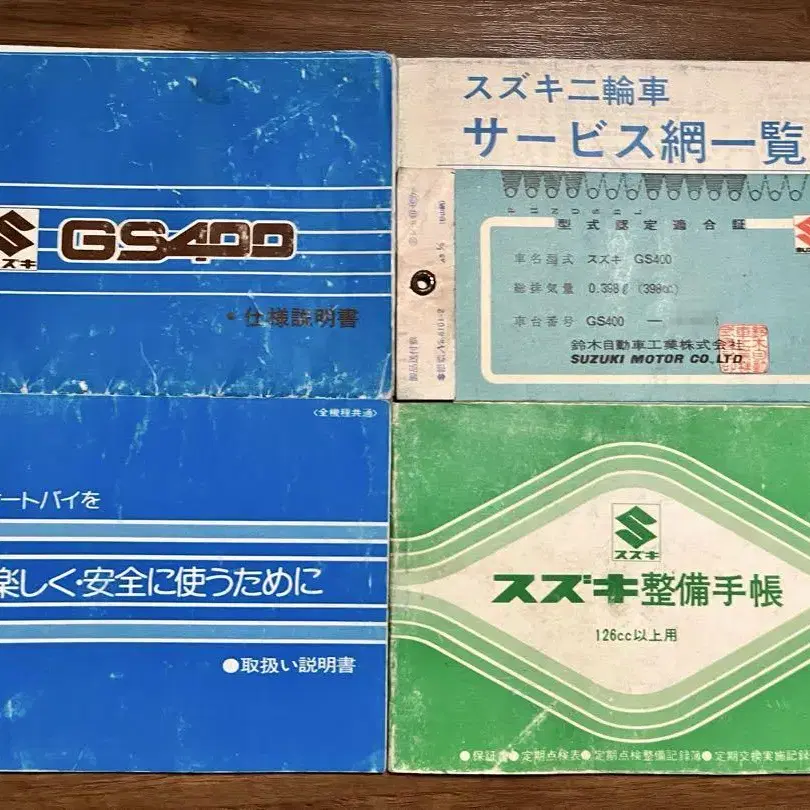 GS400
スズキ
・仕様説明書
スズキ二輪車
サービス網一覧
型式認定適合証
車名型式 スズキ GS400
総排気量 0.398ℓ (398cc)
車台番号 GS400 —
鈴木自動車工業株式会社
SUZUKI MOTOR CO.,LTD
〈全機種共通〉
ートバイを
楽しく・安全に使うために
●取扱い説明書
スズキ
スズキ整備手帳
126cc以上用
●保証書●定期点検表●定期点検整備記録簿●定期交換実施記録